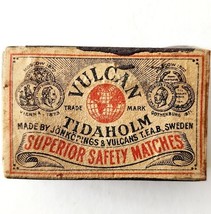 VULCAN
TRADE MARK
TIDAHOLM
MADE BY JÖNKÖPINGS & VULCANS T.F.A.B. SWEDEN
SUPERIOR SAFETY MATCHES